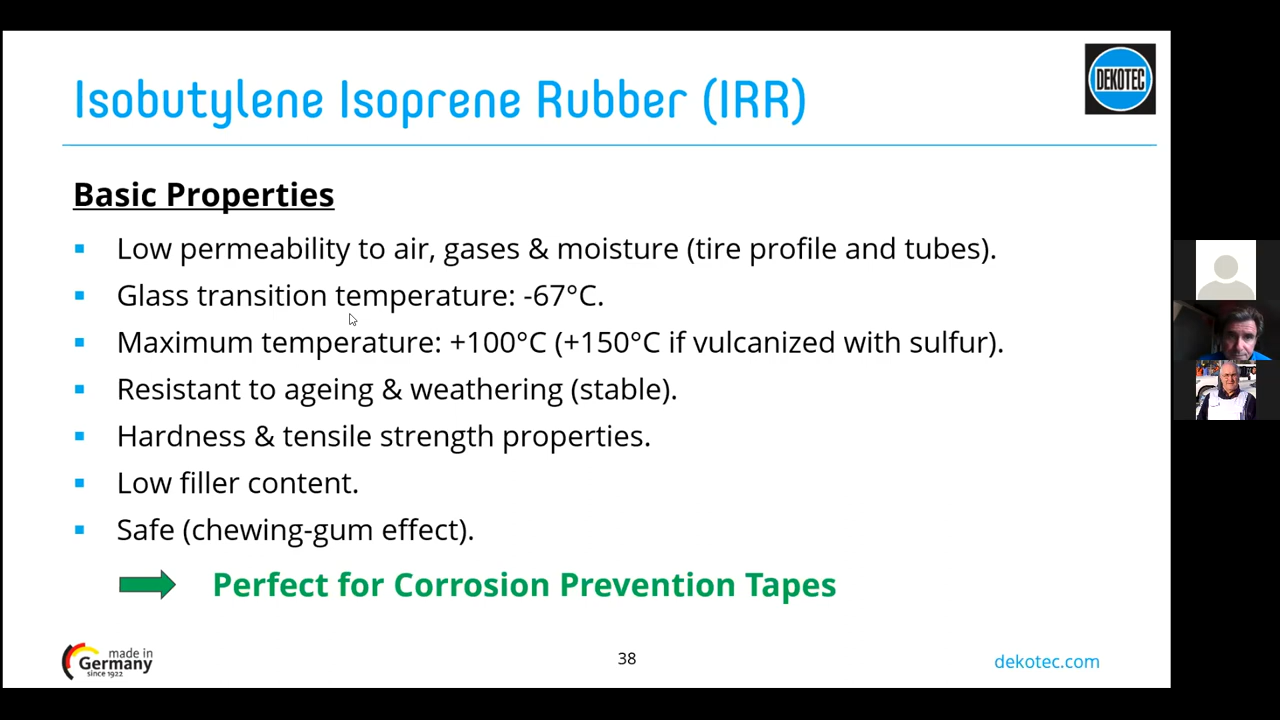 Isobutylene Isoprene Rubber (IRR)
DEKOTEC
Basic Properties
Low permeability to air, gases & moisture (tire profile and tubes).
Glass transition temperature: -67°C.
Maximum temperature: +100°C (+150°C if vulcanized with sulfur).
Resistant to ageing & weathering (stable).
Hardness & tensile strength properties.
Low filler content.
Safe (chewing-gum effect).
Perfect for Corrosion Prevention Tapes
made in
Germany
since 1922
38
dekotec.com